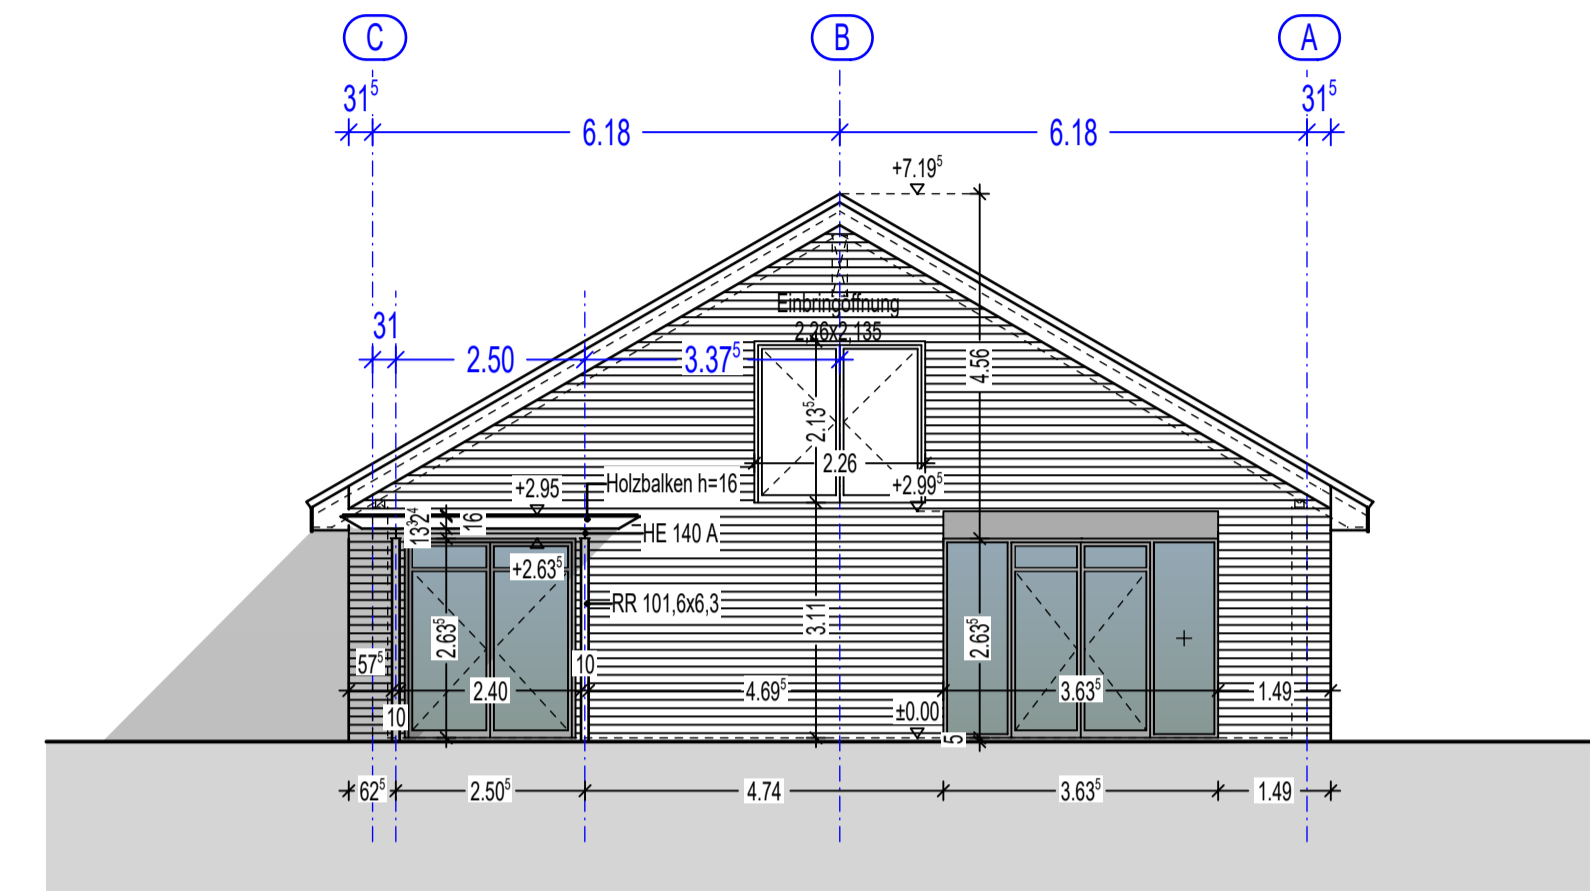 C B A
31⁵ 31⁵
6.18 6.18
+7.19⁵
Einbringöffnung
2,26x2,135
31
2.50 3.37⁵
4.56
2.13⁵
2.26
+2.99⁵
Holzbalken h=16
+2.95
16
HE 140 A
+2.63⁵
RR 101,6x6,3
2.63⁵ 3.11 2.63⁵
57⁵ 10
2.40 4.69⁵ 3.63⁵ 1.49
10 ±0.00
5
62⁵ 2.50⁵ 4.74 3.63⁵ 1.49